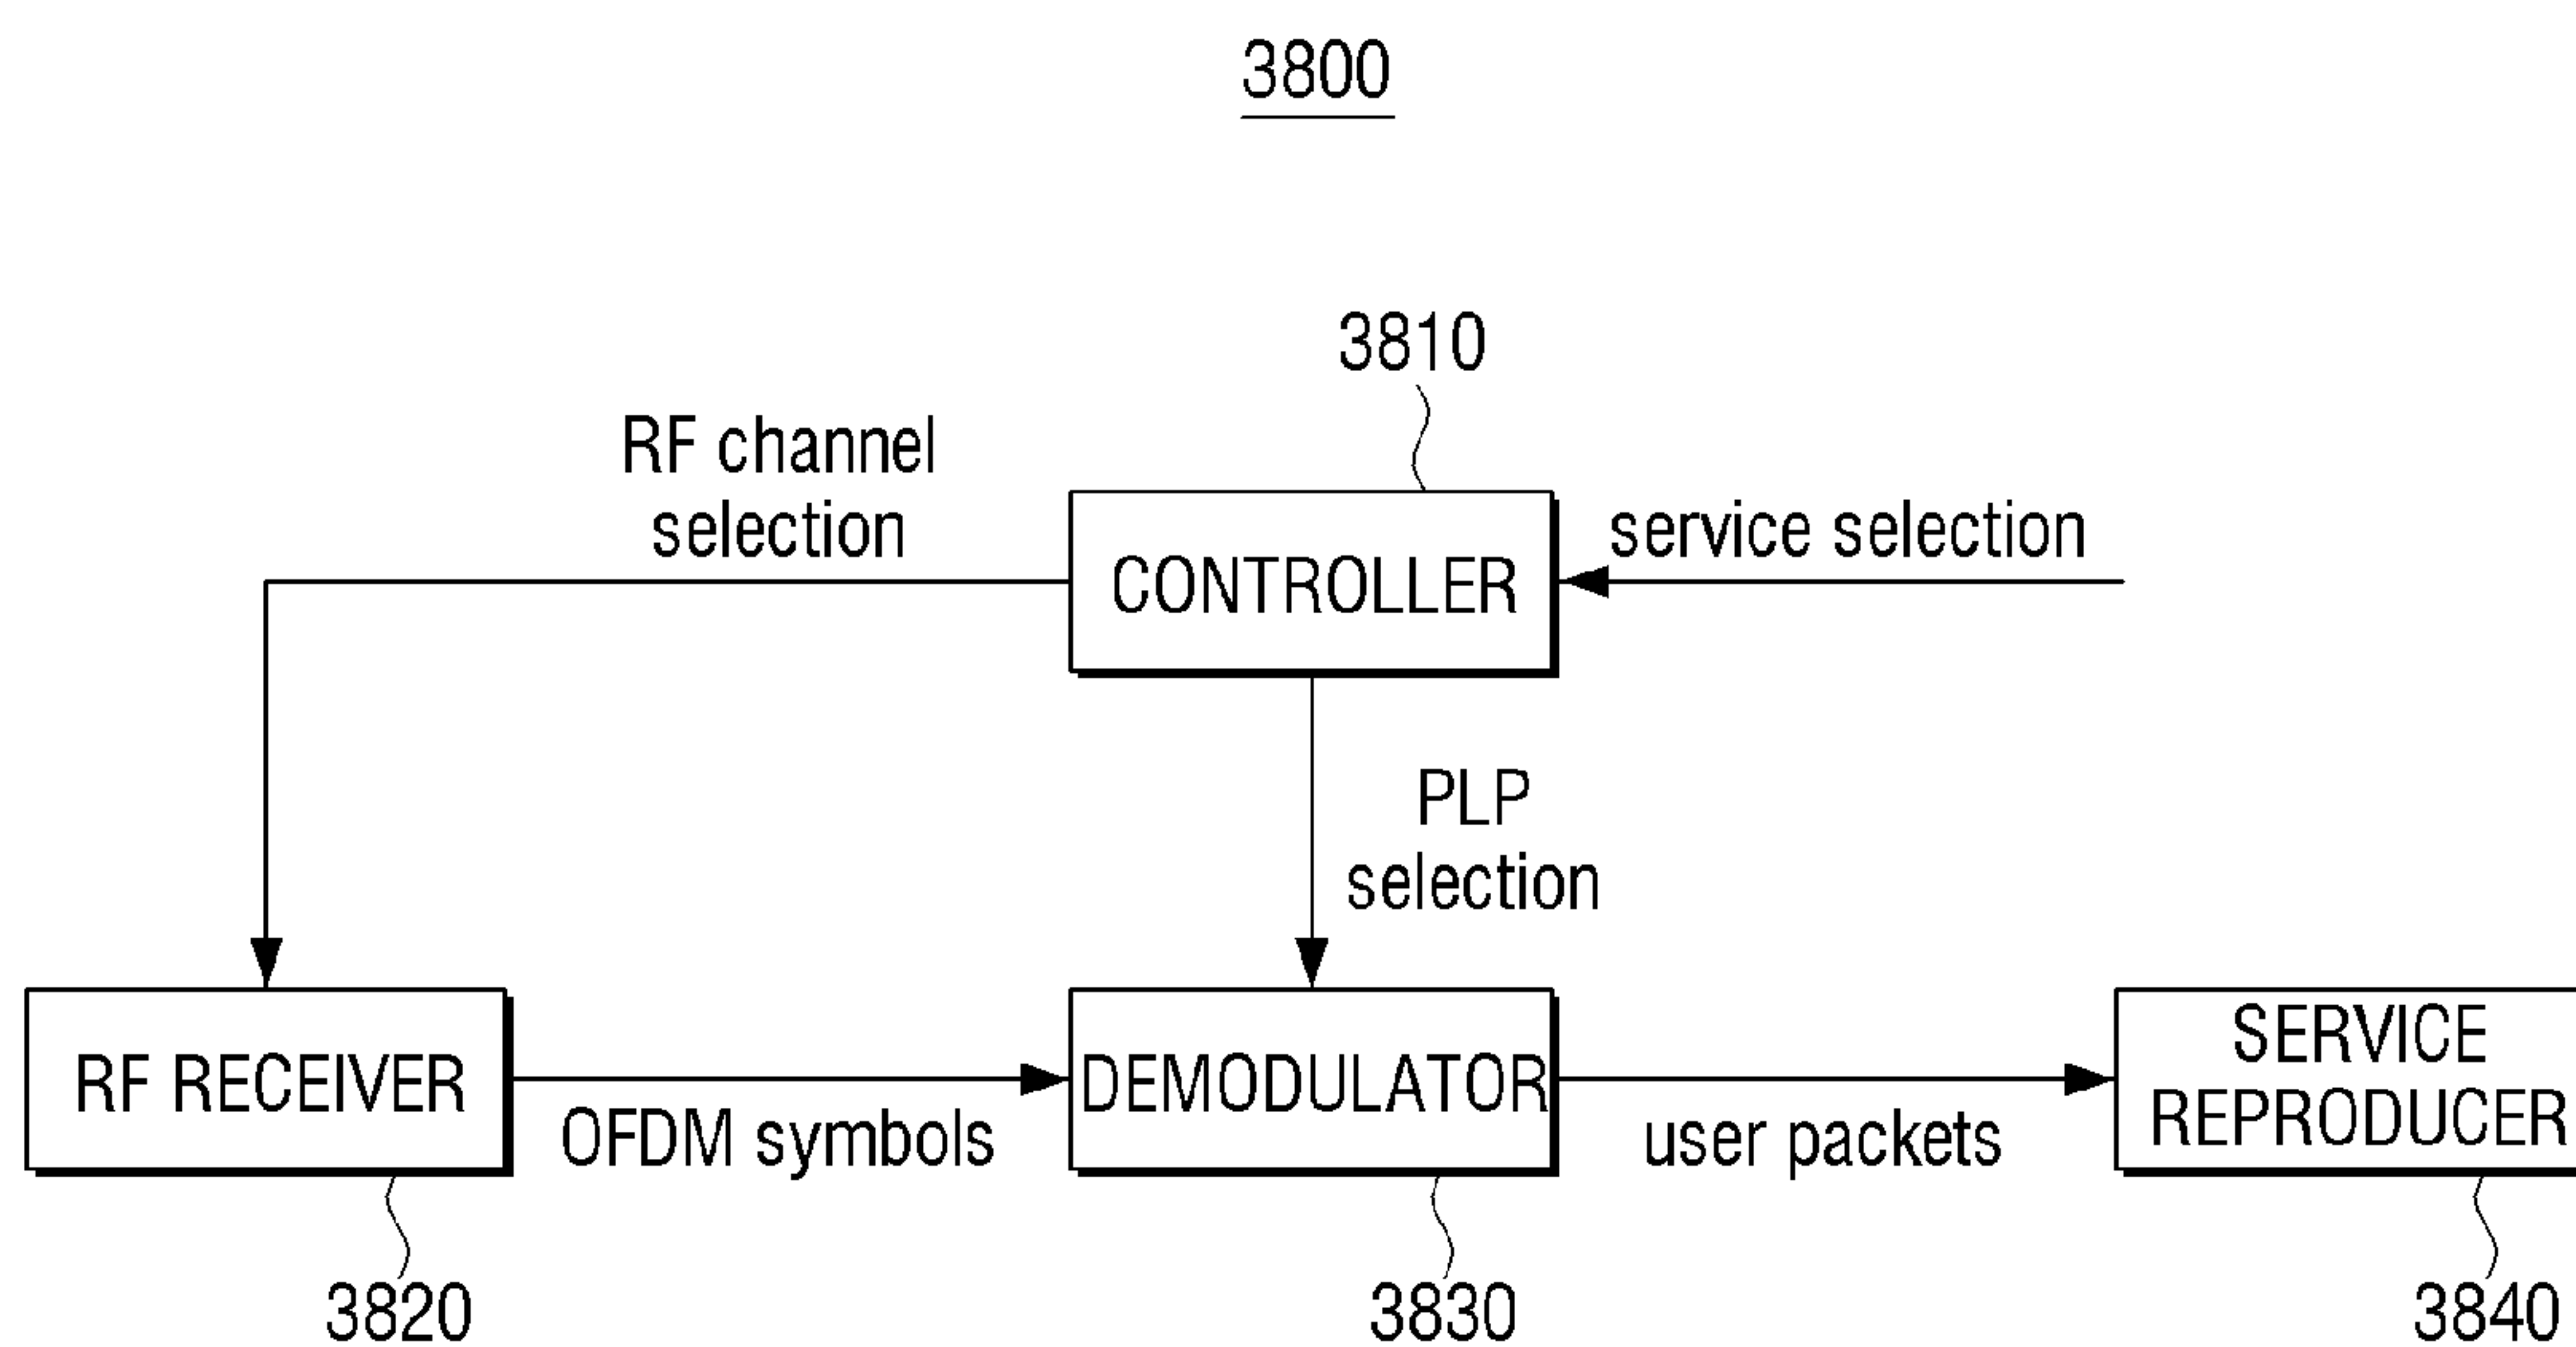 3800
3810
RF channel
selection
CONTROLLER
service selection
PLP
selection
RF RECEIVER
OFDM symbols
DEMODULATOR
user packets
SERVICE
REPRODUCER
3820
3830
3840